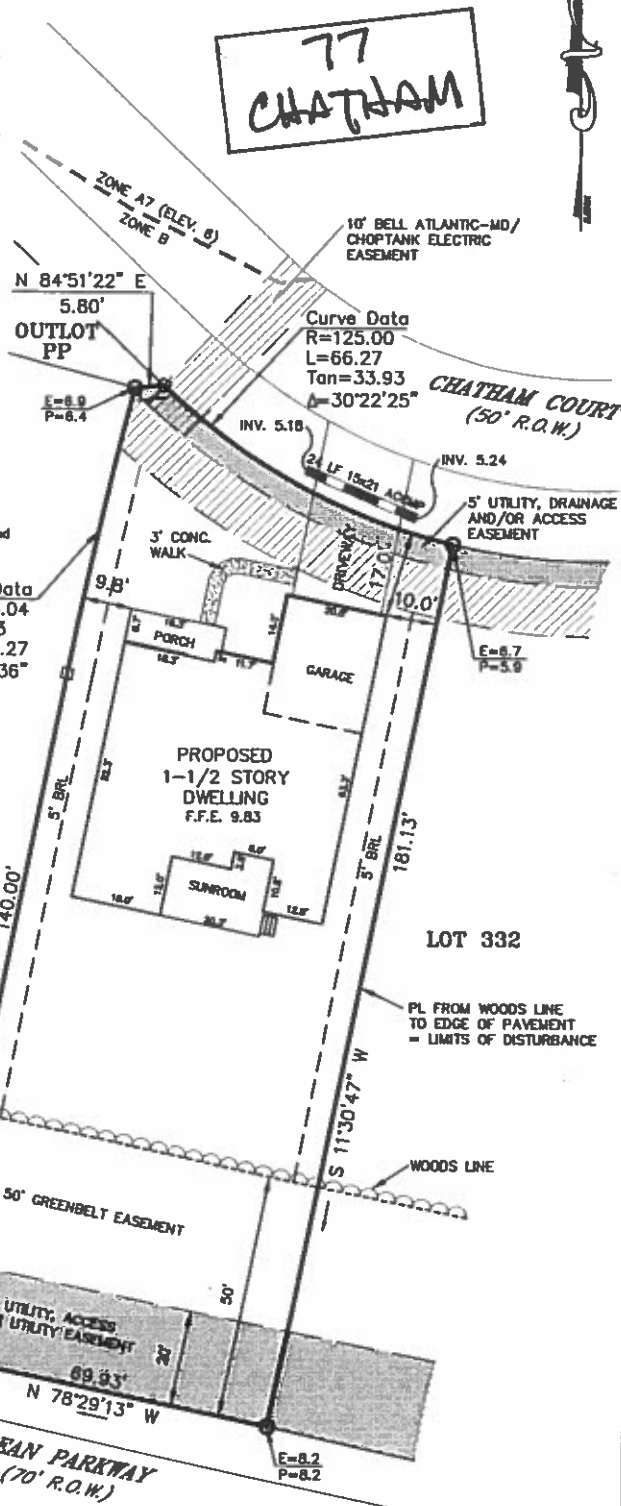 77
CHATHAM
ZONE A7 (ELEV. 6)
ZONE B
10' BELL ATLANTIC-MD/
CHOPTANK ELECTRIC
EASEMENT
N 84°51'22" E
5.80'
OUTLOT
PP
Curve Data
R=125.00
L=66.27
Tan=33.93
Δ=30°22'25"
CHATHAM COURT
(50' R.O.W.)
P=6.4
INV. 5.18
INV. 5.24
5' UTILITY, DRAINAGE
AND/OR ACCESS
EASEMENT
3' CONC.
WALK
DRIVEWAY
17.0'
9.8'
10.0'
PORCH
GARAGE
P=5.9
PROPOSED
1-1/2 STORY
DWELLING
F.F.E. 9.83
5' BRL
5' BRL
181.13'
140.00'
SUNROOM
LOT 332
PL FROM WOODS LINE
TO EDGE OF PAVEMENT
= LIMITS OF DISTURBANCE
S 11°30'47" W
WOODS LINE
50' GREENBELT EASEMENT
50'
UTILITY, ACCESS
UTILITY EASEMENT
20'
69.93'
N 78°29'13" W
E=8.2
P=8.2
EAN PARKWAY
(70' R.O.W.)